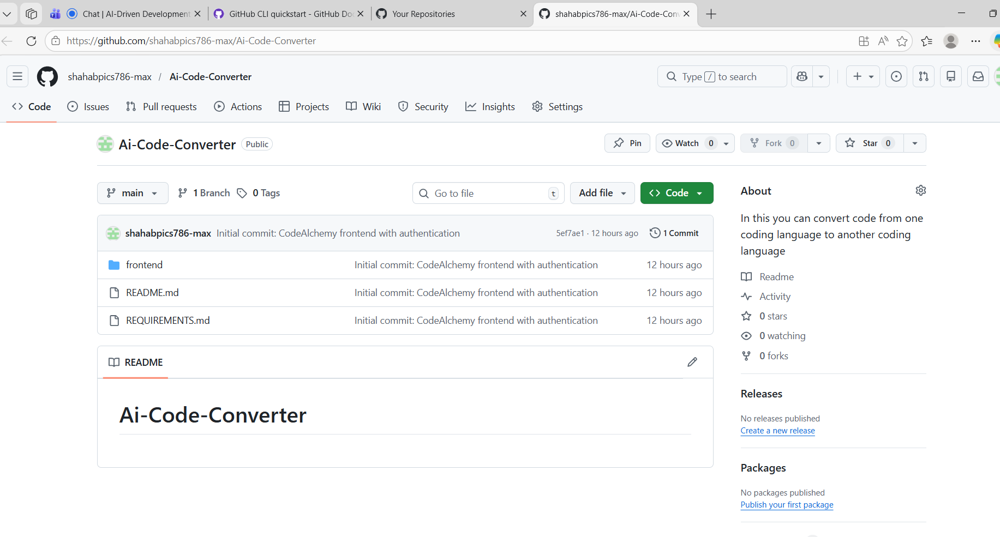 Chat | AI-Driven Development
GitHub CLI quickstart - GitHub Do
Your Repositories
shahabpics786-max/Ai-Code-Conv
https://github.com/shahabpics786-max/Ai-Code-Converter
shahabpics786-max / Ai-Code-Converter
Type / to search
Code
Issues
Pull requests
Actions
Projects
Wiki
Security
Insights
Settings
Ai-Code-Converter Public
Pin
Watch 0
Fork 0
Star 0
main
1 Branch
0 Tags
Go to file t
Add file
Code
shahabpics786-max Initial commit: CodeAlchemy frontend with authentication 5ef7ae1 · 12 hours ago 1 Commit
frontend Initial commit: CodeAlchemy frontend with authentication 12 hours ago
README.md Initial commit: CodeAlchemy frontend with authentication 12 hours ago
REQUIREMENTS.md Initial commit: CodeAlchemy frontend with authentication 12 hours ago
README
Ai-Code-Converter
About
In this you can convert code from one
coding language to another coding
language
Readme
Activity
0 stars
0 watching
0 forks
Releases
No releases published
Create a new release
Packages
No packages published
Publish your first package